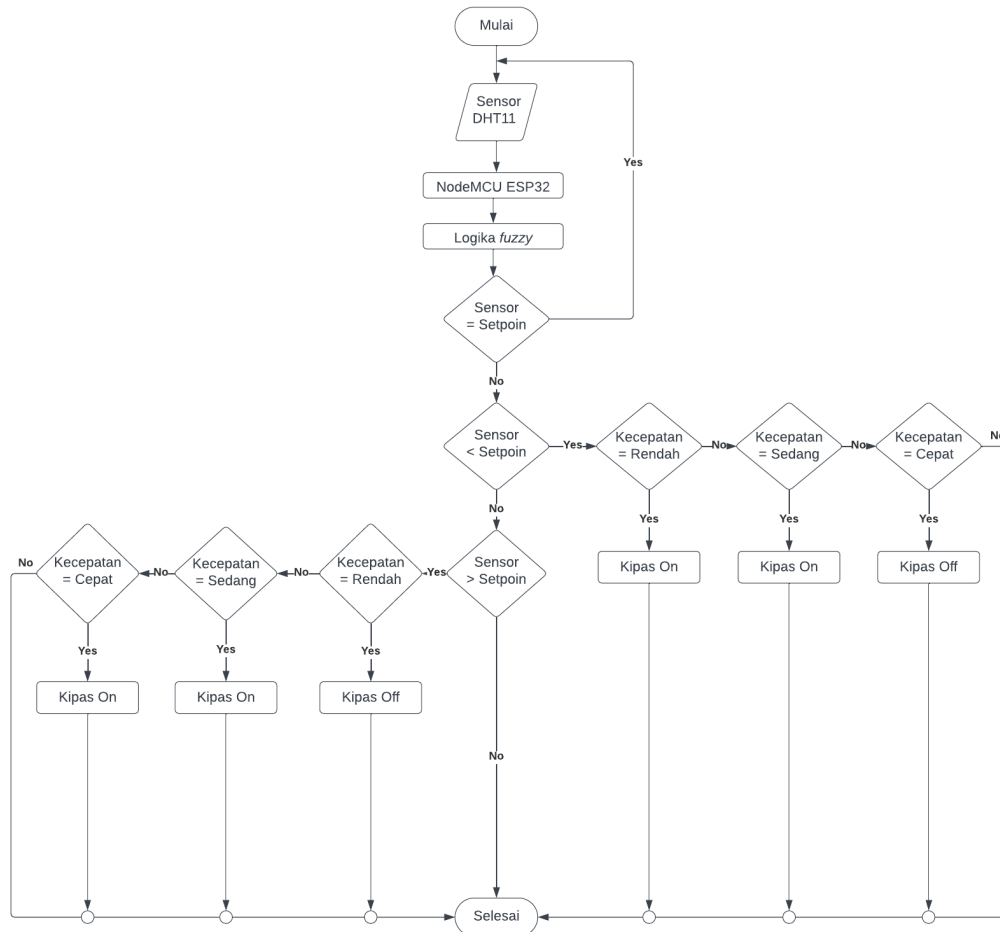 Mulai
Sensor
DHT11
Yes
NodeMCU ESP32
Logika fuzzy
Sensor
= Setpoin
No
Sensor
< Setpoin
Yes
Kecepatan
= Rendah
No
Kecepatan
= Sedang
No
Kecepatan
= Cepat
No
Yes
Yes
Yes
Kipas On
Kipas On
Kipas Off
No
Sensor
> Setpoin
Yes
Kecepatan
= Rendah
No
Kecepatan
= Sedang
No
Kecepatan
= Cepat
No
Yes
Yes
Yes
Kipas On
Kipas On
Kipas Off
No
Selesai